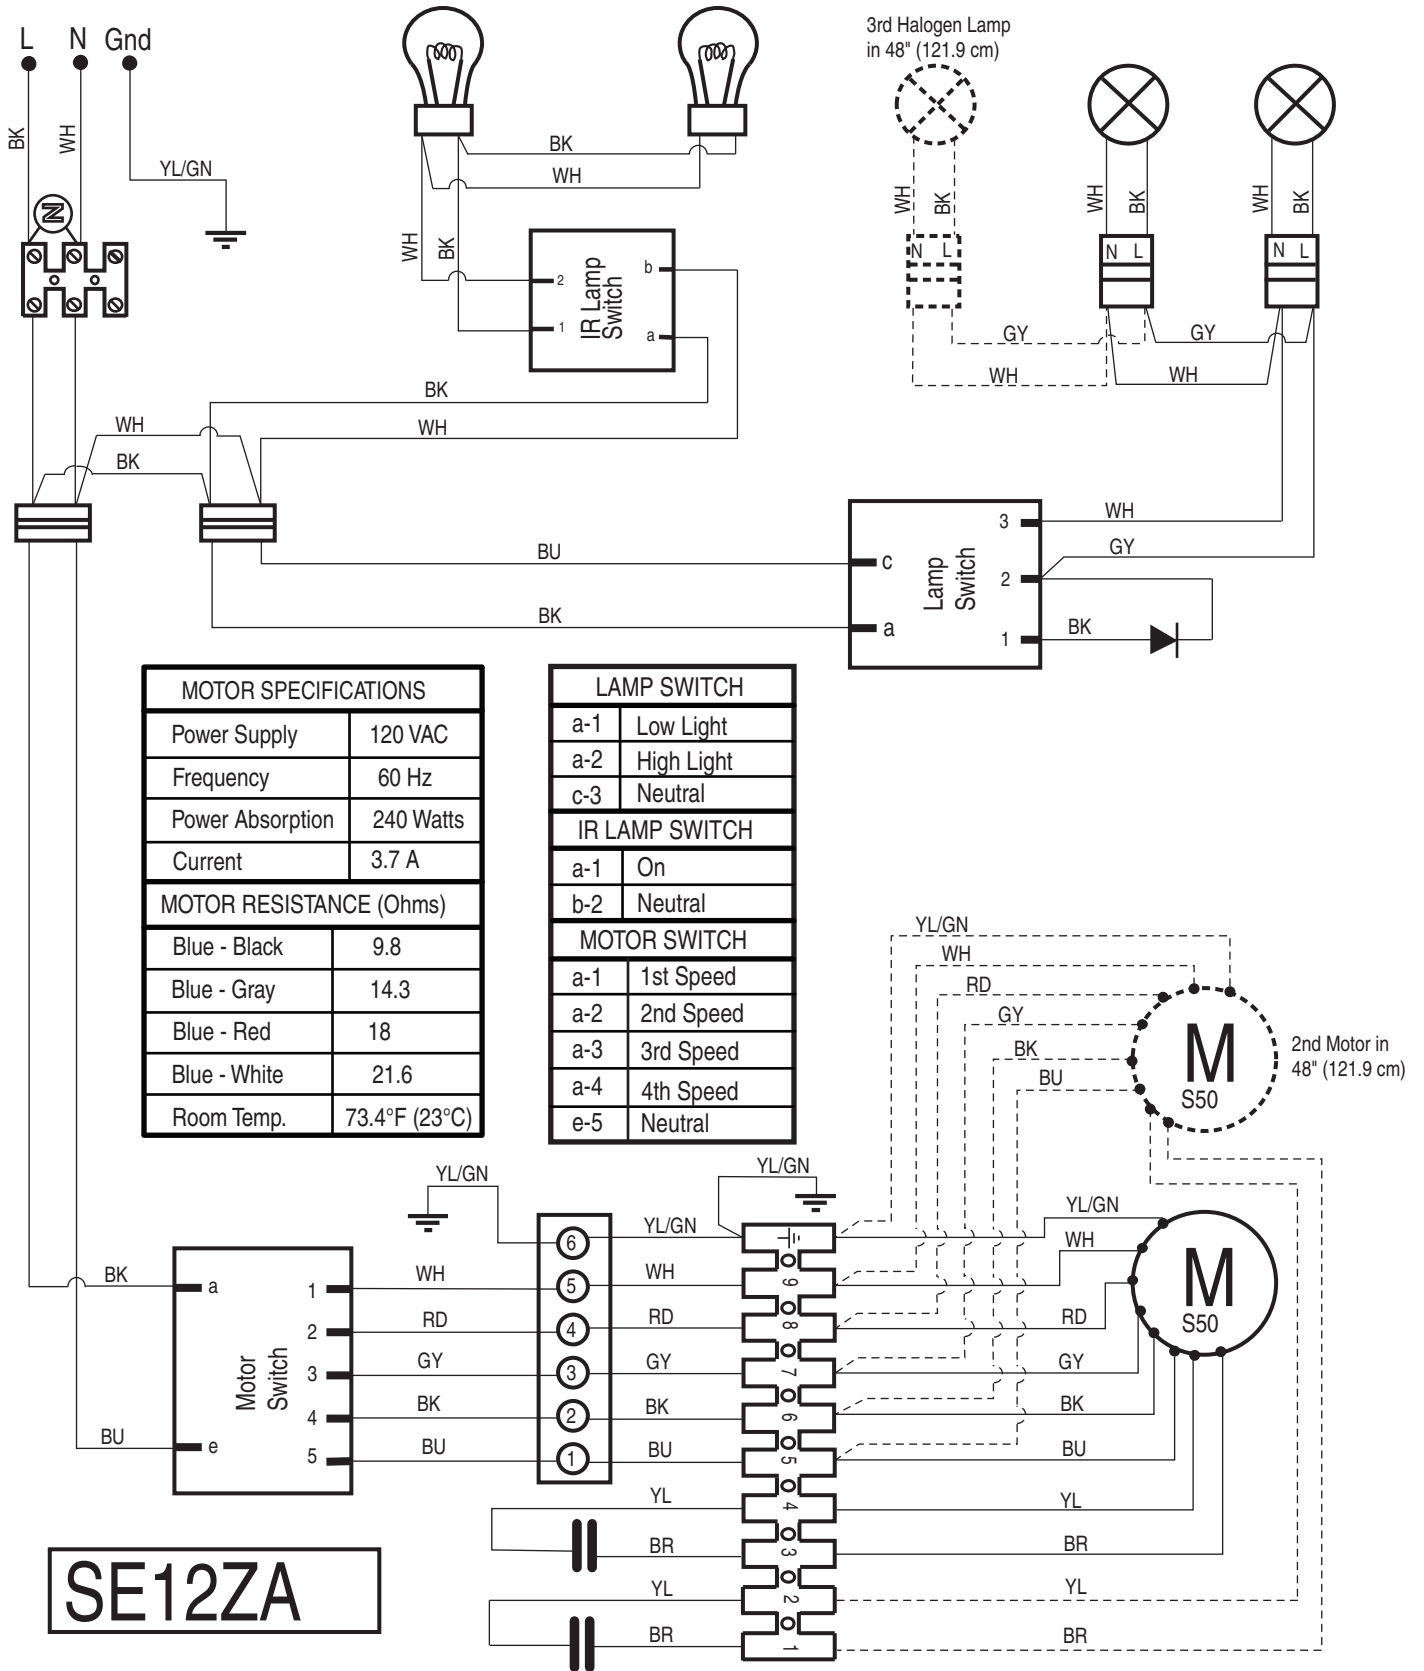 L N Gnd
BK
WH
YL/GN
N
BK
WH
WH
BK
IR Lamp
Switch
2
1
b
a
3rd Halogen Lamp
in 48" (121.9 cm)
WH
BK
WH
BK
WH
BK
N L
N L
N L
GY
GY
WH
WH
BK
WH
WH
BK
BU
BK
Lamp
Switch
c
a
3
2
1
WH
GY
BK
MOTOR SPECIFICATIONS
Power Supply 120 VAC
Frequency 60 Hz
Power Absorption 240 Watts
Current 3.7 A
MOTOR RESISTANCE (Ohms)
Blue - Black 9.8
Blue - Gray 14.3
Blue - Red 18
Blue - White 21.6
Room Temp. 73.4°F (23°C)
LAMP SWITCH
a-1 Low Light
a-2 High Light
c-3 Neutral
IR LAMP SWITCH
a-1 On
b-2 Neutral
MOTOR SWITCH
a-1 1st Speed
a-2 2nd Speed
a-3 3rd Speed
a-4 4th Speed
e-5 Neutral
YL/GN
WH
RD
GY
BK
BU
M
S50
2nd Motor in
48" (121.9 cm)
YL/GN
YL/GN
BK
BU
Motor
Switch
a
e
1
2
3
4
5
WH
RD
GY
BK
BU
6
5
4
3
2
1
YL/GN
WH
RD
GY
BK
BU
YL
BR
YL
BR
9
8
7
6
5
4
3
2
1
YL/GN
WH
RD
GY
BK
BU
YL
BR
YL
BR
M
S50
SE12ZA